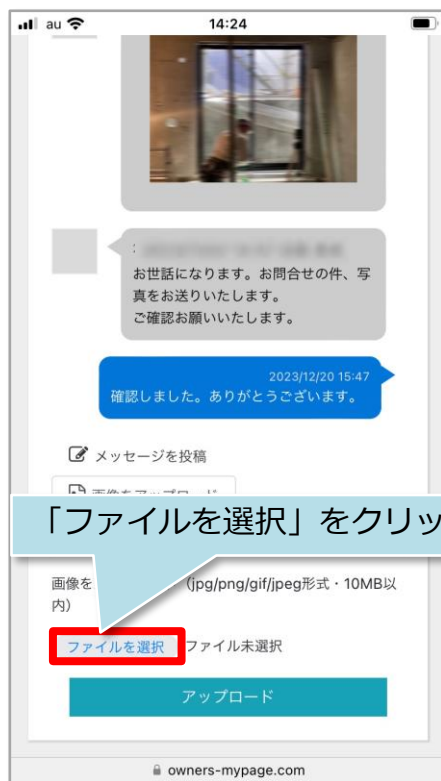 au
14:24
:
お世話になります。お問合せの件、写
真をお送りいたします。
ご確認お願いいたします。
2023/12/20 15:47
確認しました。ありがとうございます。
メッセージを投稿
「ファイルを選択」をクリッ
画像を
(jpg/png/gif/jpeg形式・10MB以
内)
ファイルを選択 ファイル未選択
アップロード
owners-mypage.com